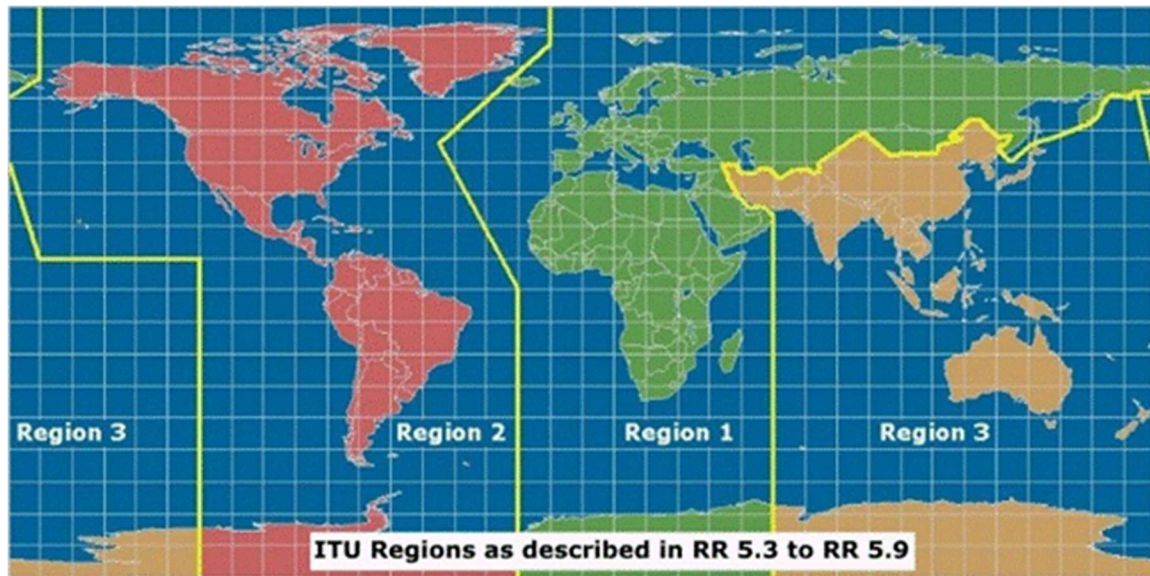 Region 3
Region 2
Region 1
Region 3
ITU Regions as described in RR 5.3 to RR 5.9